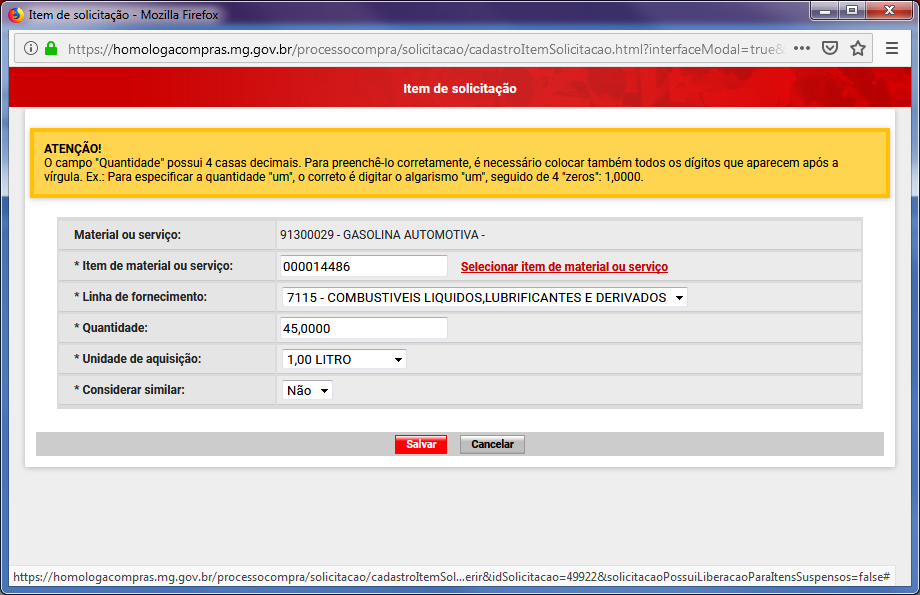 Item de solicitação - Mozilla Firefox
https://homologacompras.mg.gov.br/processocompra/solicitacao/cadastroItemSolicitacao.html?interfaceModal=true&
Item de solicitação
ATENÇÃO!
O campo "Quantidade" possui 4 casas decimais. Para preenchê-lo corretamente, é necessário colocar também todos os dígitos que aparecem após a
vírgula. Ex.: Para especificar a quantidade "um", o correto é digitar o algarismo "um", seguido de 4 "zeros": 1,0000.
Material ou serviço: 91300029 - GASOLINA AUTOMOTIVA -
* Item de material ou serviço: 000014486 Selecionar item de material ou serviço
* Linha de fornecimento: 7115 - COMBUSTIVEIS LIQUIDOS,LUBRIFICANTES E DERIVADOS
* Quantidade: 45,0000
* Unidade de aquisição: 1,00 LITRO
* Considerar similar: Não
Salvar Cancelar
https://homologacompras.mg.gov.br/processocompra/solicitacao/cadastroItemSol...erir&idSolicitacao=49922&solicitacaoPossuiLiberacaoParaItensSuspensos=false#